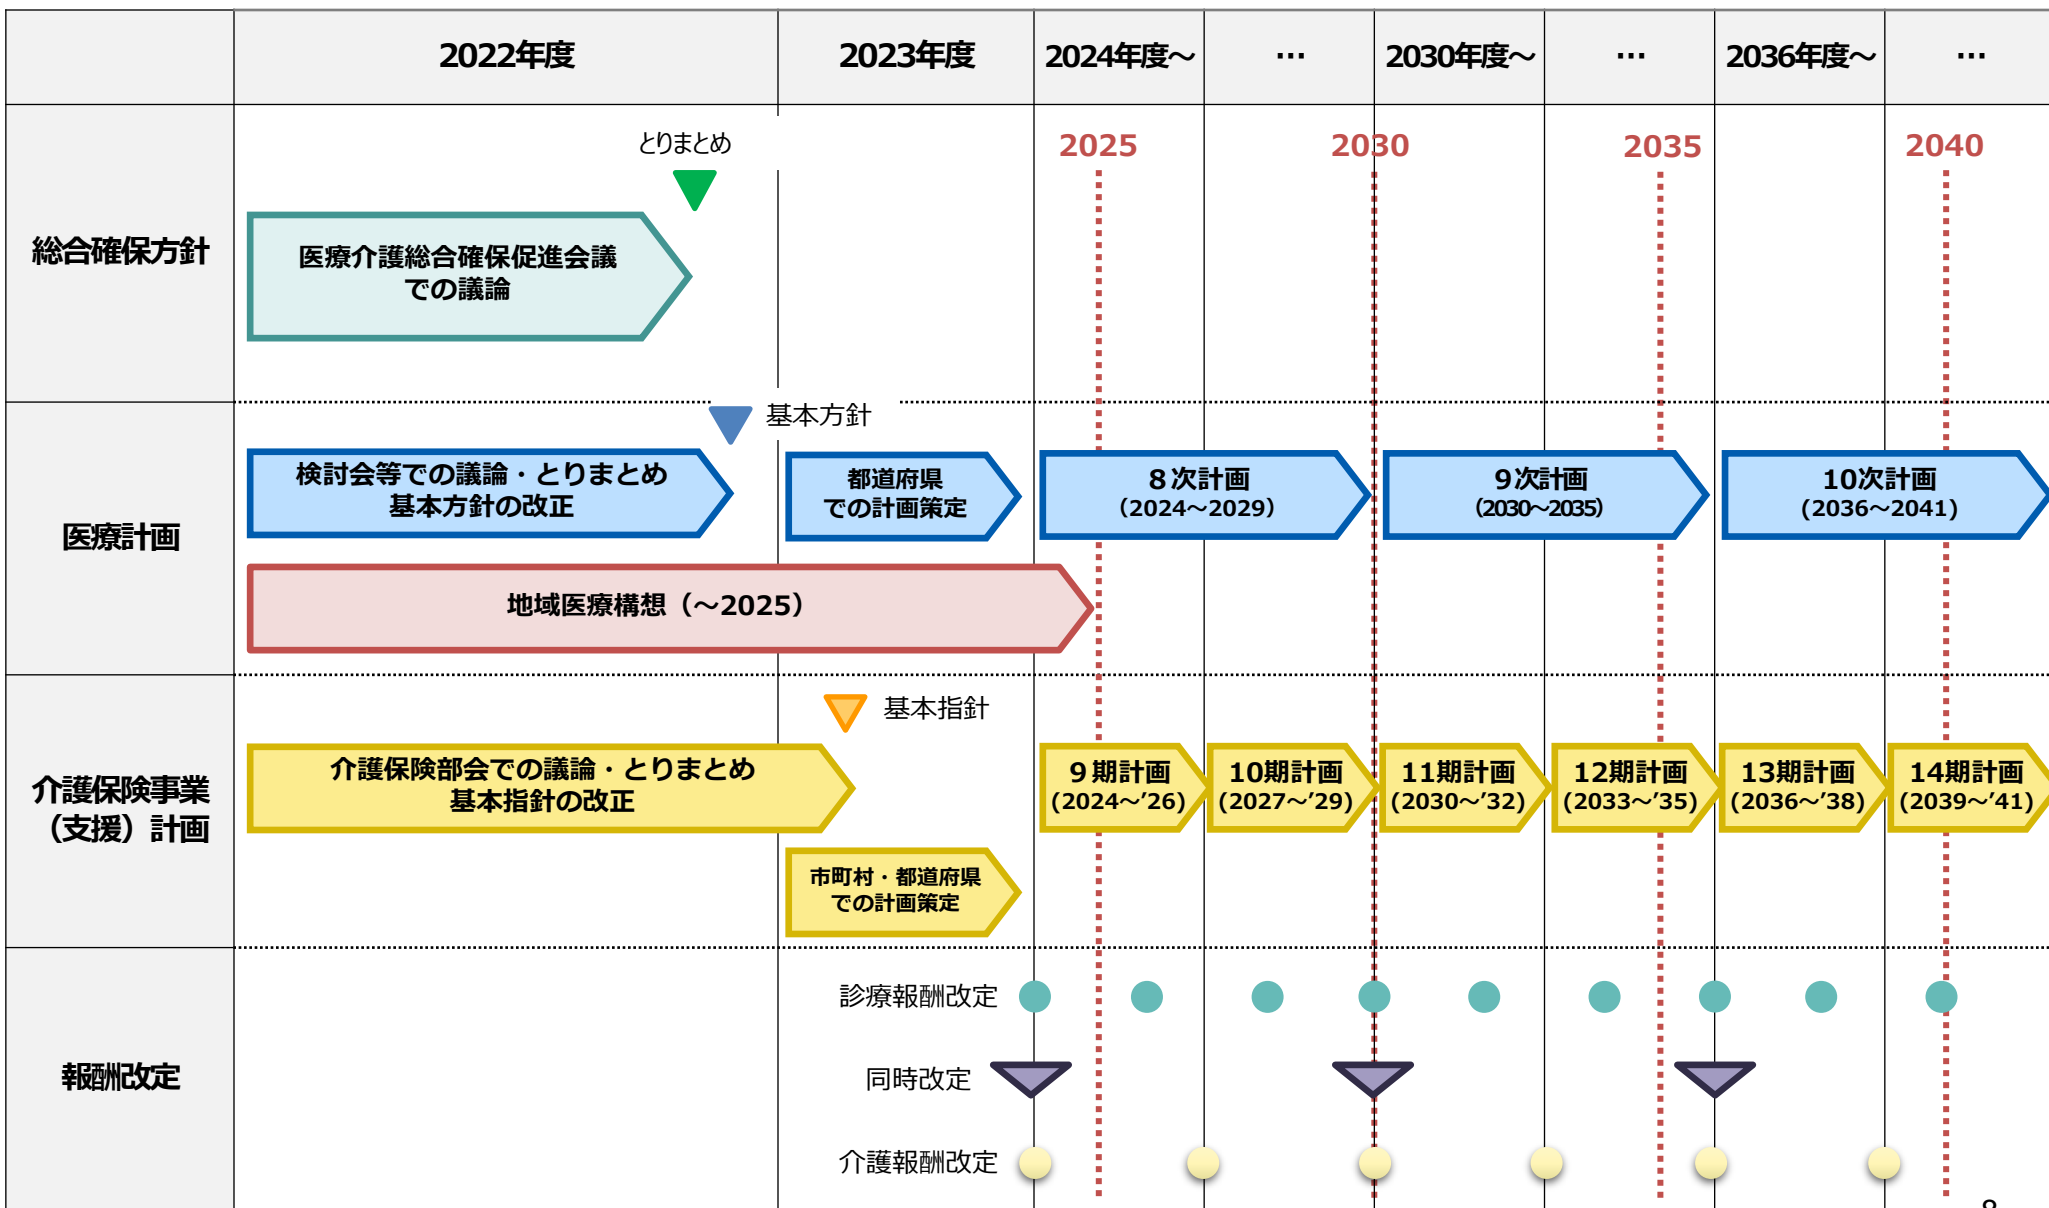 2022年度
2023年度
2024年度～
…
2030年度～
…
2036年度～
…
総合確保方針
とりまとめ
2025
2030
2035
2040
医療介護総合確保促進会議
での議論
医療計画
基本方針
検討会等での議論・とりまとめ
基本方針の改正
都道府県
での計画策定
８次計画
（2024～2029）
９次計画
（2030～2035）
10次計画
（2036～2041）
地域医療構想（～2025）
介護保険事業
（支援）計画
基本指針
介護保険部会での議論・とりまとめ
基本指針の改正
９期計画
(2024～’26)
10期計画
(2027～’29)
11期計画
(2030～’32)
12期計画
(2033～’35)
13期計画
(2036～’38)
14期計画
(2039～’41)
市町村・都道府県
での計画策定
報酬改定
診療報酬改定
同時改定
介護報酬改定